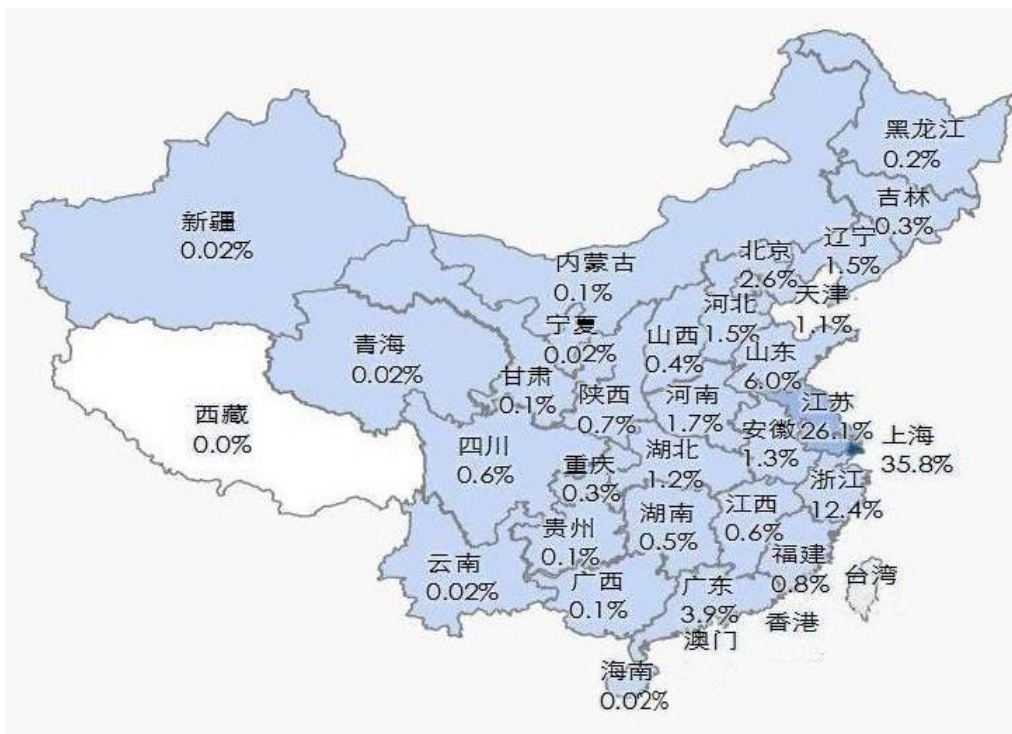 黑龙江
0.2%
吉林
0.3%
辽宁
1.5%
新疆
0.02%
内蒙古
0.1%
北京
2.6%
天津
1.1%
河北
1.5%
宁夏
0.02%
山西
0.4%
青海
0.02%
山东
6.0%
甘肃
0.1%
陕西
0.7%
河南
1.7%
江苏
26.1%
西藏
0.0%
安徽
1.3%
上海
35.8%
四川
0.6%
湖北
1.2%
重庆
0.3%
浙江
12.4%
江西
0.6%
湖南
0.5%
贵州
0.1%
云南
0.02%
福建
0.8%
台湾
广西
0.1%
广东
3.9%
香港
澳门
海南
0.02%